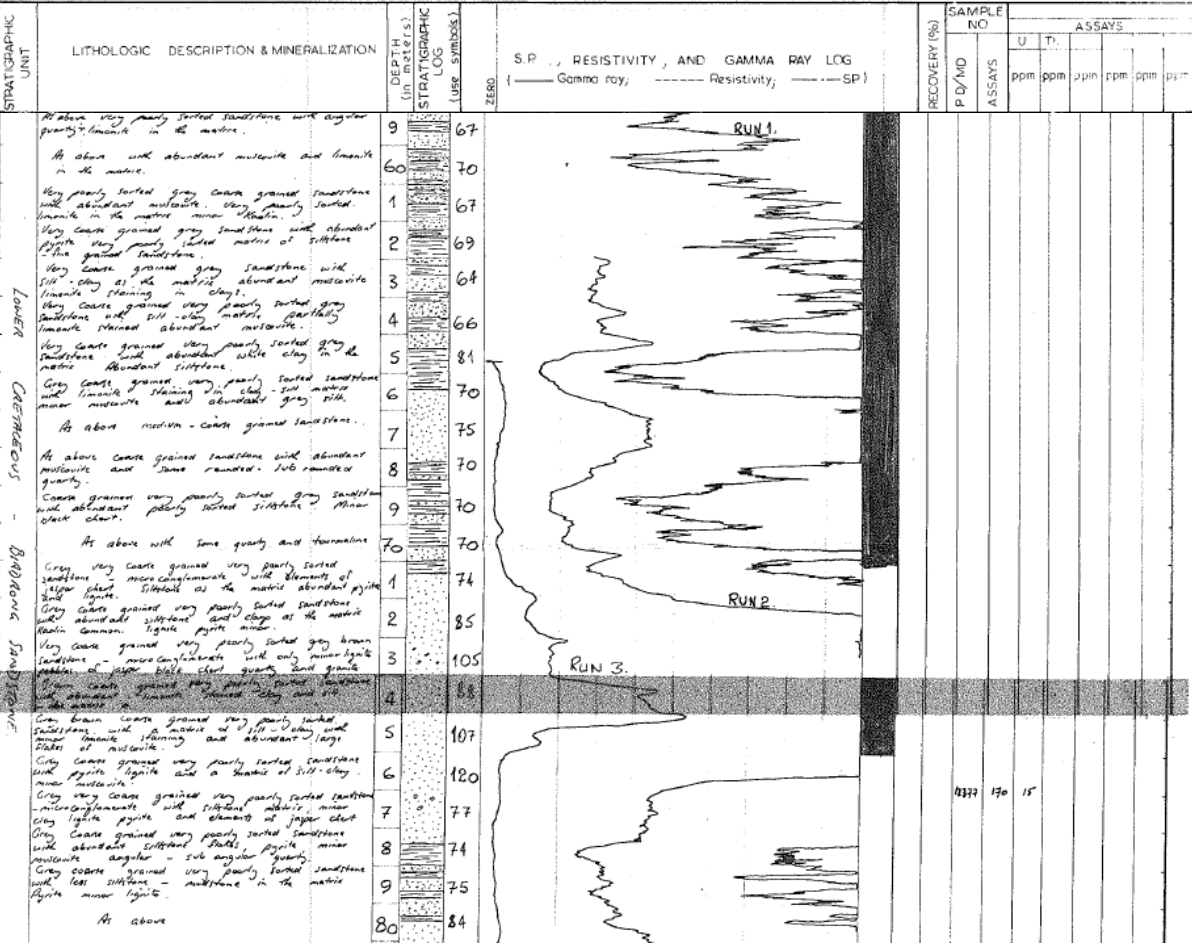 STRATIGRAPHIC UNIT
LITHOLOGIC DESCRIPTION & MINERALIZATION
DEPTH (in meters)
STRATIGRAPHIC LOG (use symbols)
ZERO
S.P., RESISTIVITY, AND GAMMA RAY LOG
(—— Gamma ray; ------ Resistivity; —·— SP)
RECOVERY (%)
SAMPLE NO
PD/MD
ASSAYS
ASSAYS
U Th
ppm ppm ppm ppm ppm ppm
LOWER CRETACEOUS - BIRDRONG SANDSTONE
As above very poorly sorted sandstone with angular
quartz + limonite in the matrix.
9 67
RUN 1.
As above with abundant muscovite and limonite
in the matrix.
60 70
Very poorly sorted grey coarse grained sandstone
with abundant muscovite. Very poorly sorted.
limonite in the matrix minor Kaolin.
1 67
Very coarse grained grey sandstone with abundant
pyrite very poorly sorted matrix of siltstone
- fine grained sandstone.
2 69
Very coarse grained grey sandstone with
silt - clay as the matrix abundant muscovite
limonite staining in clays.
3 64
Very coarse grained very poorly sorted grey
sandstone with silt - clay matrix partially
limonite stained abundant muscovite.
4 66
Very coarse grained very poorly sorted grey
sandstone with abundant white clay in the
matrix Abundant siltstone.
5 81
Grey coarse grained very poorly sorted sandstone
with limonite staining in clay - silt matrix
minor muscovite and abundant grey silt.
6 70
As above medium - coarse grained sandstone.
7 75
As above coarse grained sandstone with abundant
muscovite and some rounded - sub rounded
quartz.
8 70
Coarse grained very poorly sorted grey sandstone
with abundant poorly sorted siltstone. Minor
black chert.
9 70
As above with some quartz and tourmaline
70 70
Grey very coarse grained very poorly sorted
sandstone - microconglomerate with elements of
jasper chert. Siltstone as the matrix abundant pyrite
and lignite.
1 74
Grey coarse grained very poorly sorted sandstone
with abundant siltstone and clays as the matrix
Kaolin common. lignite pyrite minor.
2 85
RUN 2
Very coarse grained very poorly sorted grey brown
sandstone - microconglomerate with only minor lignite
pebbles of jasper black chert quartz and granite
3 105
RUN 3.
coarse grained very poorly sorted sandstone
with abundant limonite stained clay and silt
4 88
Grey brown coarse grained very poorly sorted.
sandstone. with a matrix of silt - clay with
minor limonite staining and abundant large
flakes of muscovite.
5 107
Grey coarse grained very poorly sorted sandstone
with pyrite lignite and a matrix of silt-clay.
minor muscovite.
6 120
Grey very coarse grained very poorly sorted sandstone
- microconglomerate with siltstone matrix, minor
clay lignite pyrite and elements of jasper chert
7 77
170 15
Grey coarse grained very poorly sorted sandstone
with abundant siltstone flakes, pyrite minor
muscovite angular - sub angular quartz.
8 74
Grey coarse grained very poorly sorted sandstone
with less siltstone - mudstone in the matrix
Pyrite minor lignite.
9 75
As above
80 84